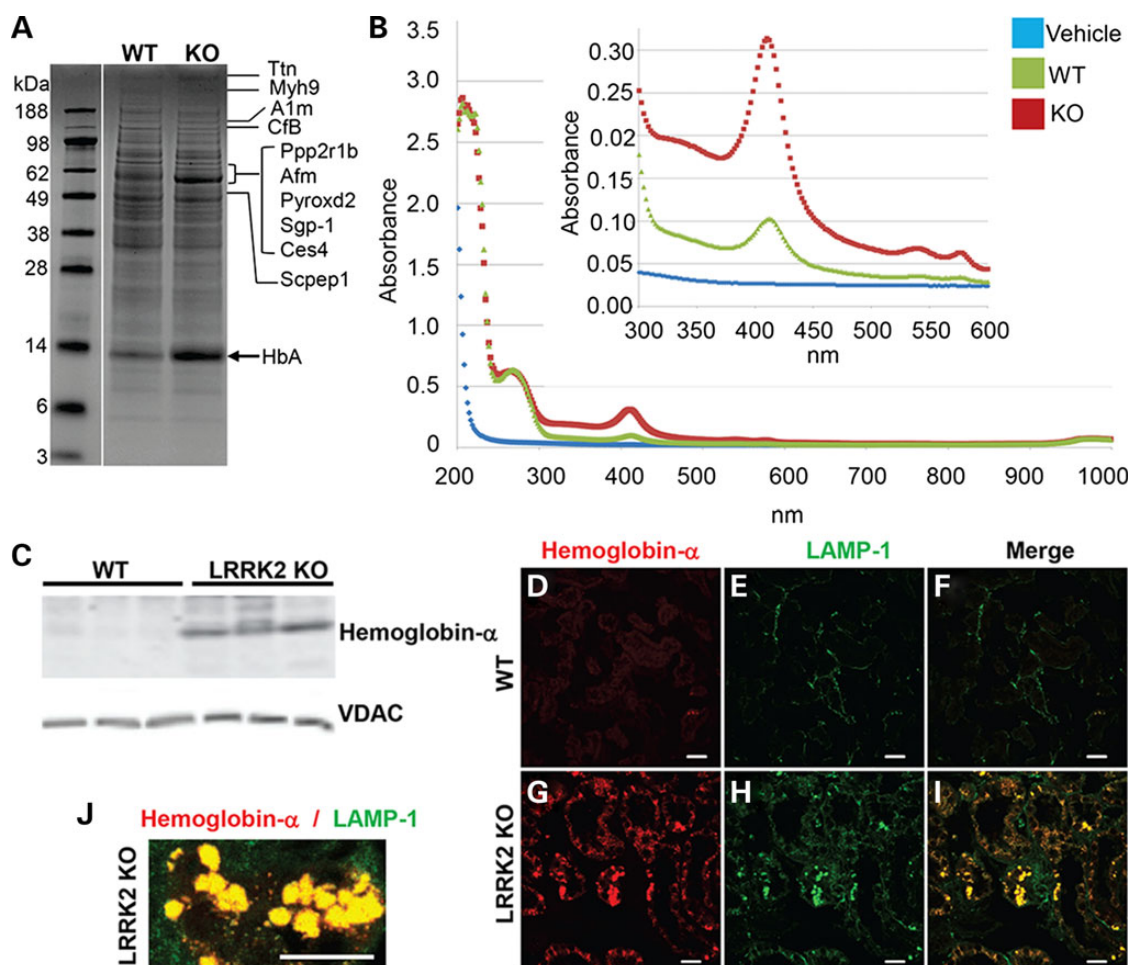 A
WT KO
kDa
188
98
62
49
38
28
14
6
3
Ttn
Myh9
A1m
CfB
Ppp2r1b
Afm
Pyroxd2
Sgp-1
Ces4
Scpep1
HbA
B
Absorbance
3.5
3.0
2.5
2.0
1.0
0.5
0
200 300 400 500 600 700 800 900 1000
nm
Absorbance
0.30
0.25
0.02
0.15
0.10
0.05
0.00
300 350 400 450 500 550 600
nm
Vehicle
WT
KO
C
WT LRRK2 KO
Hemoglobin-α
VDAC
Hemoglobin-α LAMP-1 Merge
WT
D E F
LRRK2 KO
G H I
J
Hemoglobin-α / LAMP-1
LRRK2 KO